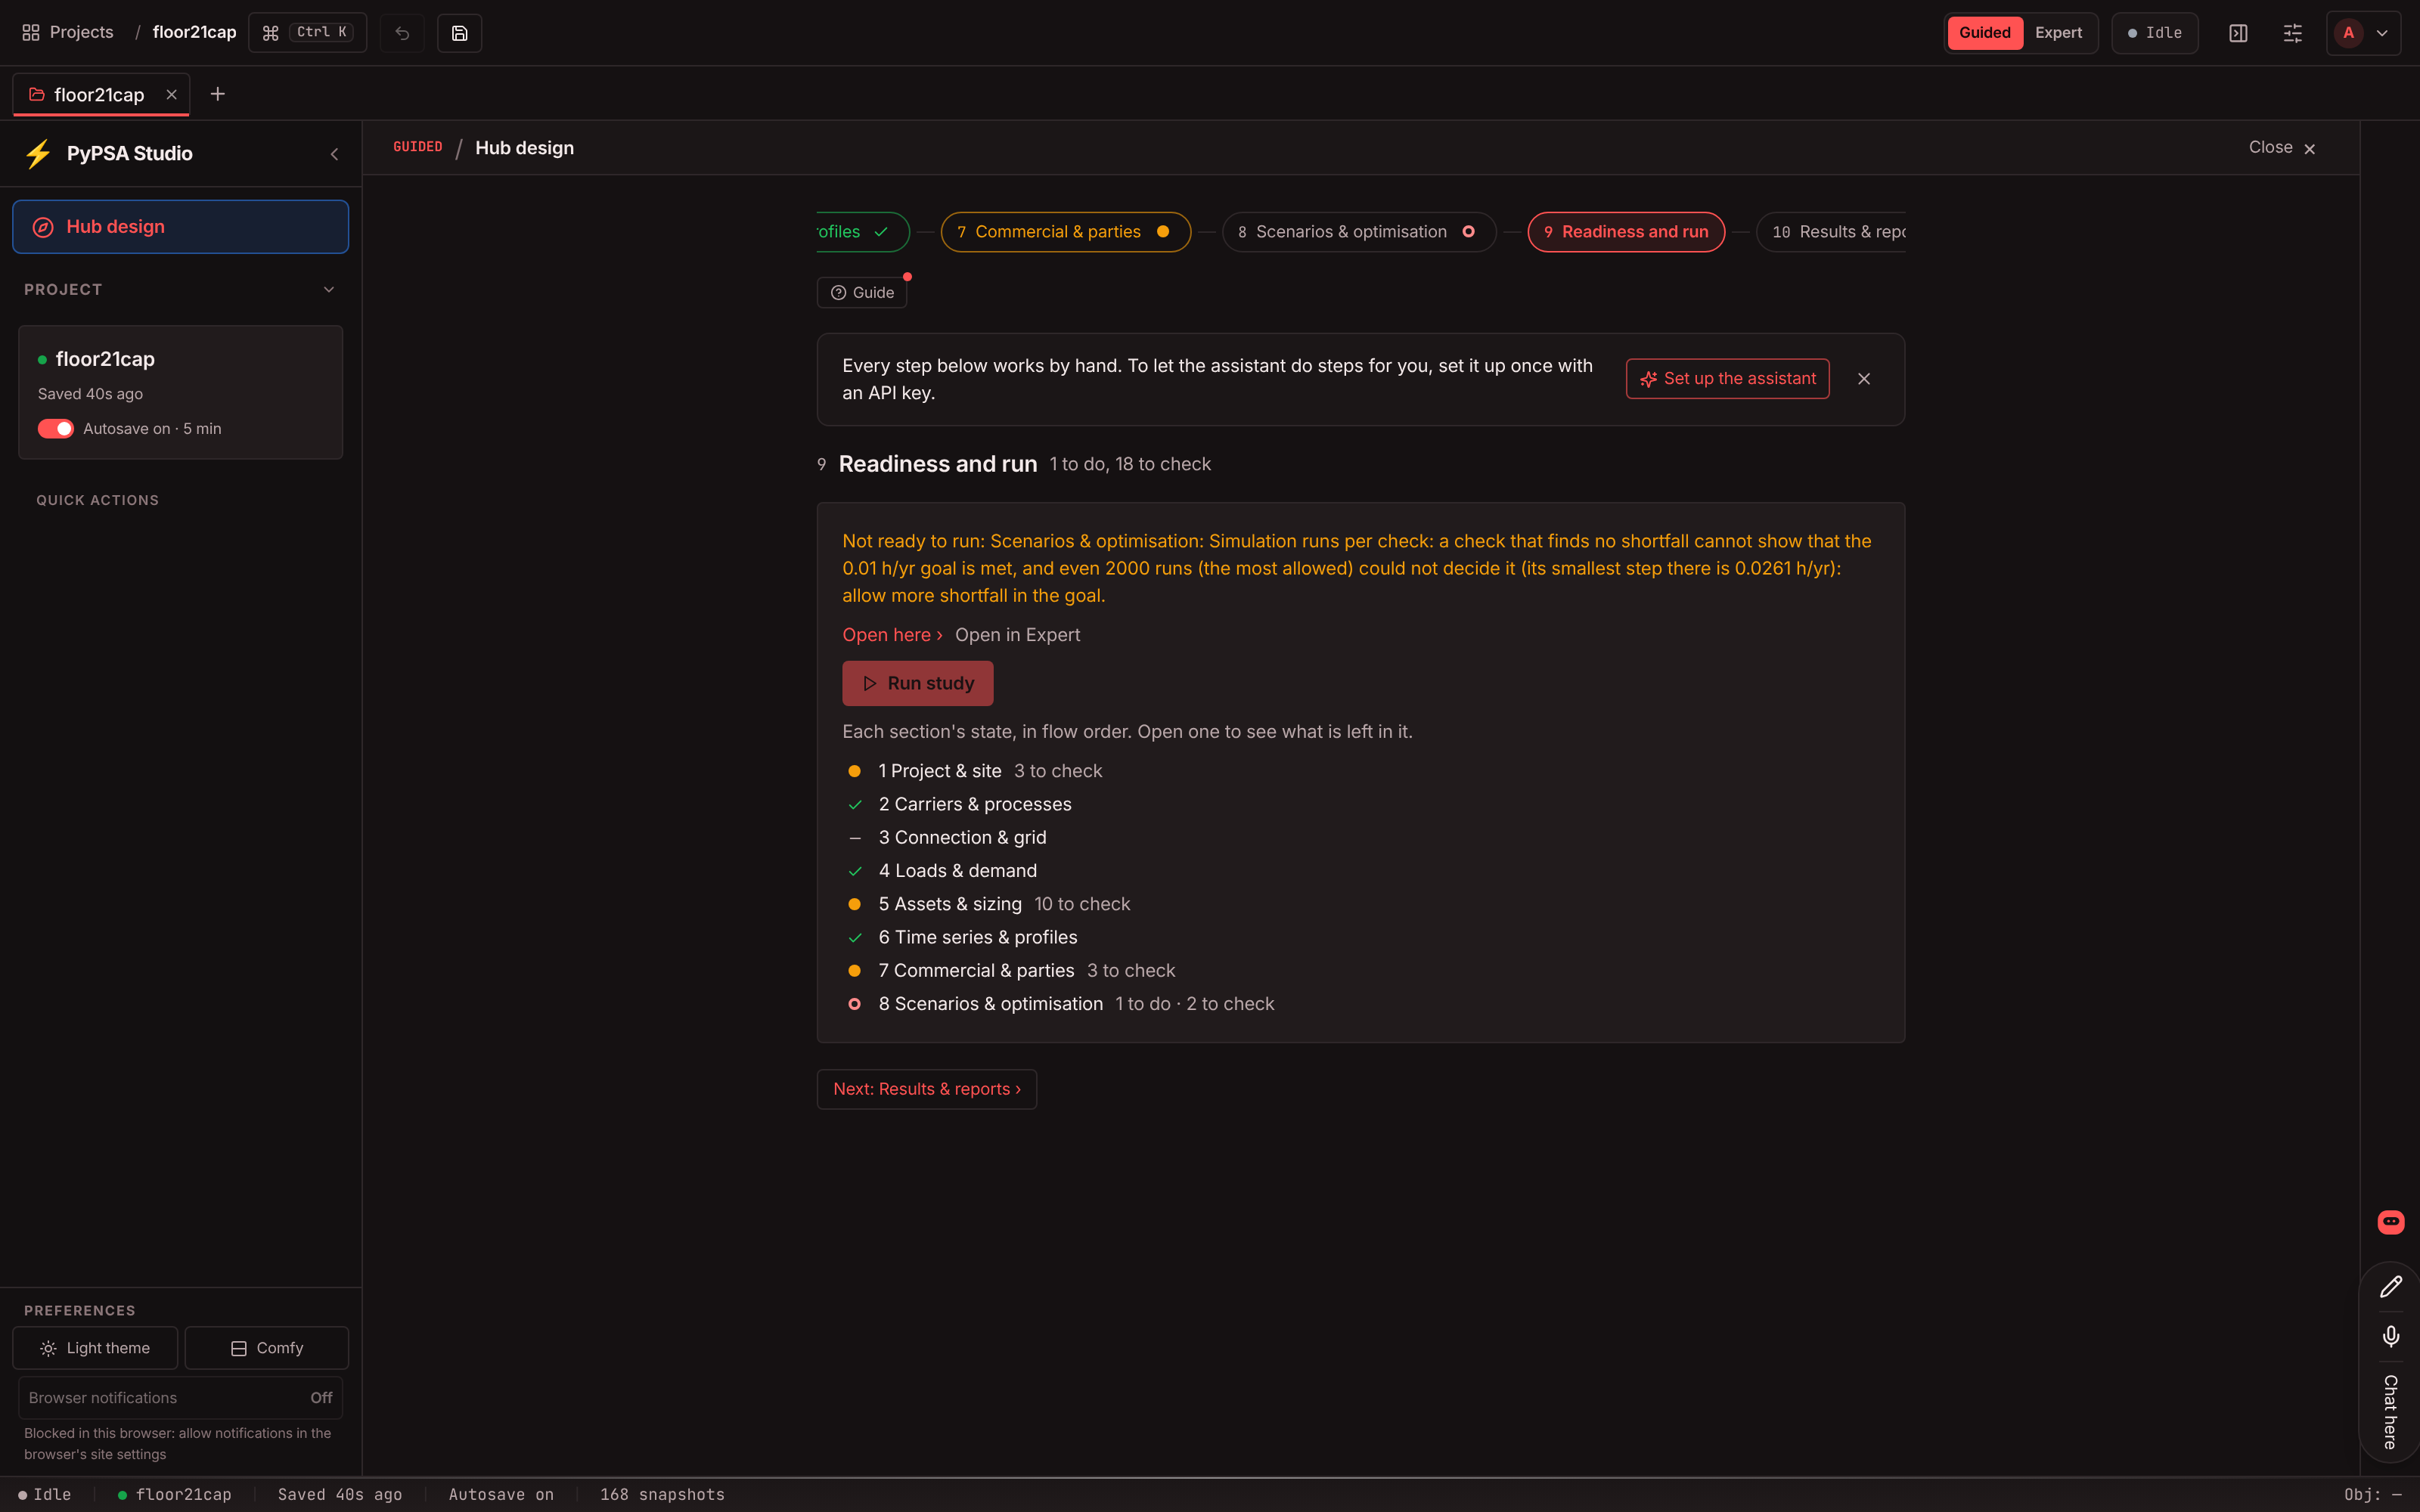 Projects / floor21cap Ctrl K Guided Expert Idle A
floor21cap
PyPSA Studio
GUIDED / Hub design Close
Hub design
PROJECT
floor21cap
Saved 40s ago
Autosave on · 5 min
QUICK ACTIONS
ofiles 7 Commercial & parties 8 Scenarios & optimisation 9 Readiness and run 10 Results & repo
Guide
Every step below works by hand. To let the assistant do steps for you, set it up once with
an API key.
Set up the assistant
9 Readiness and run 1 to do, 18 to check
Not ready to run: Scenarios & optimisation: Simulation runs per check: a check that finds no shortfall cannot show that the
0.01 h/yr goal is met, and even 2000 runs (the most allowed) could not decide it (its smallest step there is 0.0261 h/yr):
allow more shortfall in the goal.
Open here › Open in Expert
Run study
Each section's state, in flow order. Open one to see what is left in it.
1 Project & site 3 to check
2 Carriers & processes
3 Connection & grid
4 Loads & demand
5 Assets & sizing 10 to check
6 Time series & profiles
7 Commercial & parties 3 to check
8 Scenarios & optimisation 1 to do · 2 to check
Next: Results & reports ›
PREFERENCES
Light theme Comfy
Browser notifications Off
Blocked in this browser: allow notifications in the
browser's site settings
Chat here
Idle floor21cap Saved 40s ago Autosave on 168 snapshots Obj: —